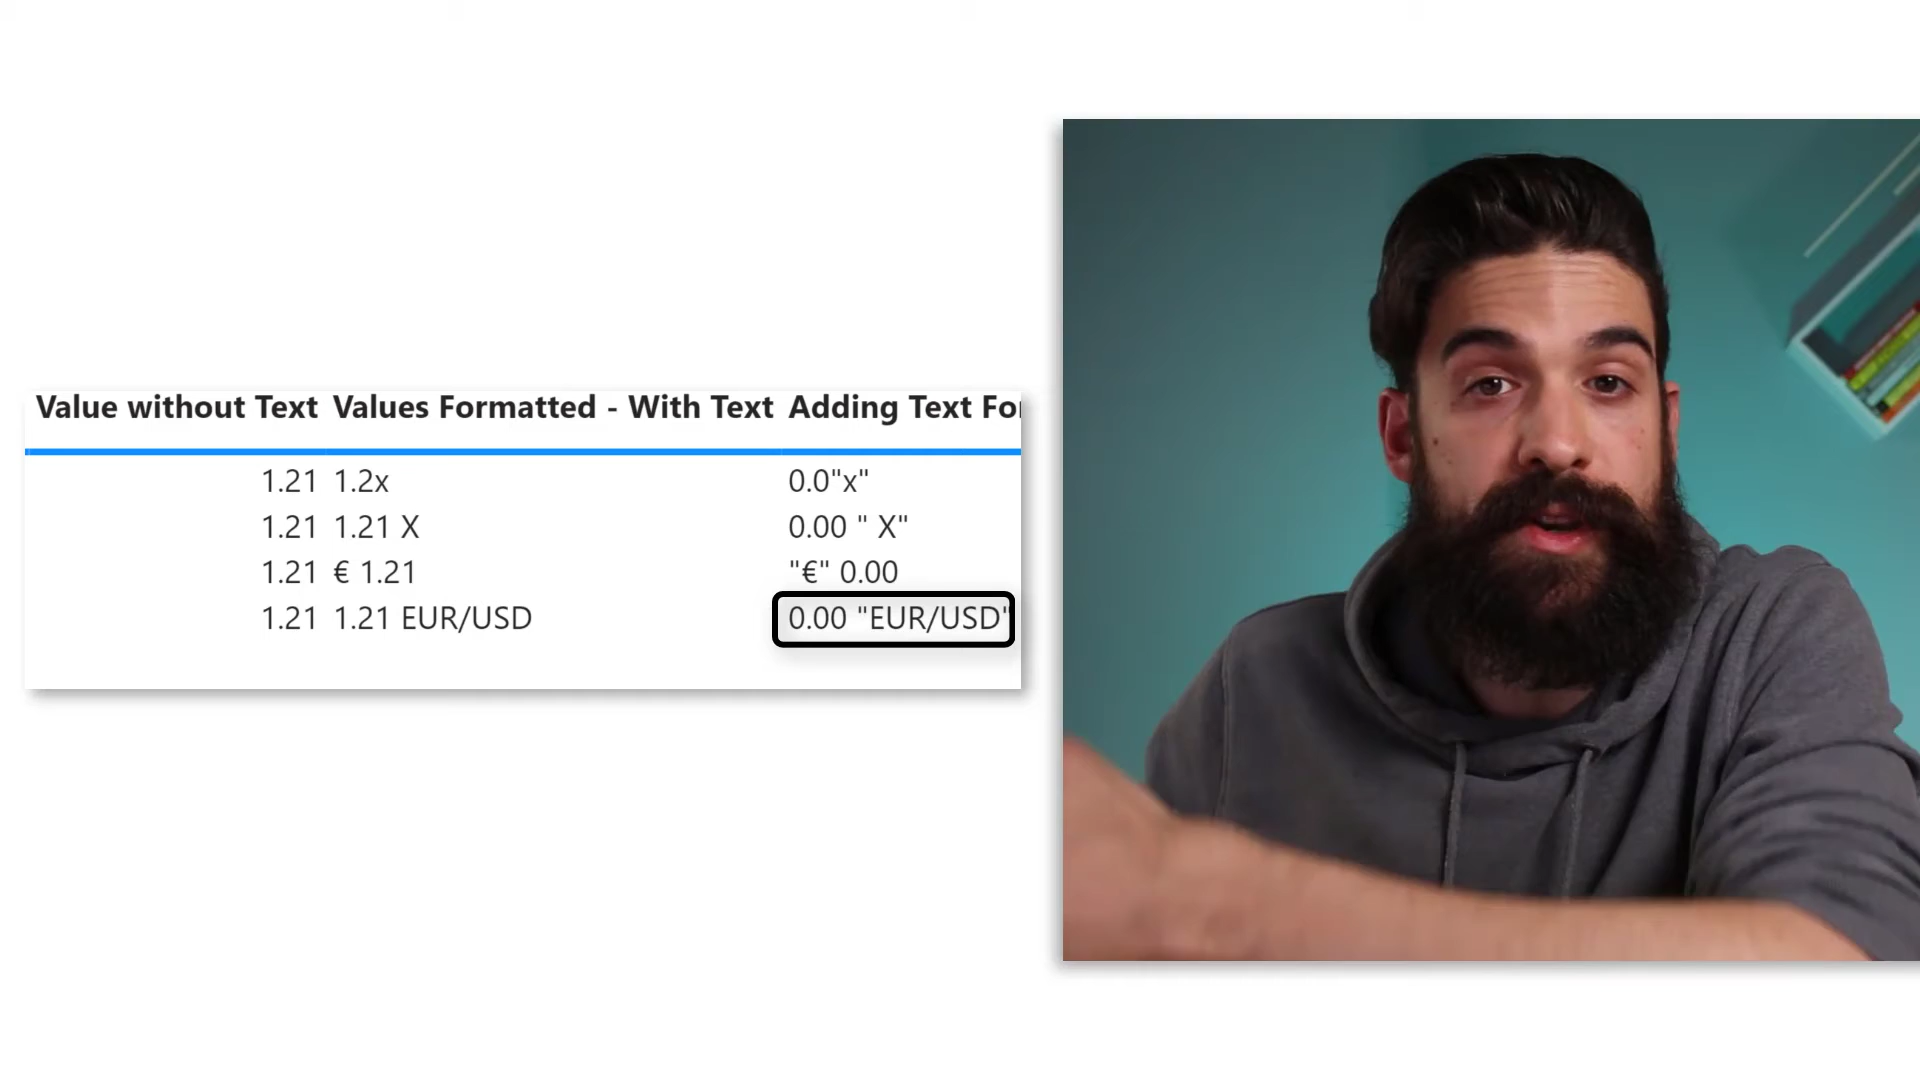 Value without Text Values Formatted - With Text Adding Text
1.21 1.2x 0.0"x"
1.21 1.21 X 0.00 " X"
1.21 € 1.21 "€" 0.00
1.21 1.21 EUR/USD 0.00 "EUR/USD"